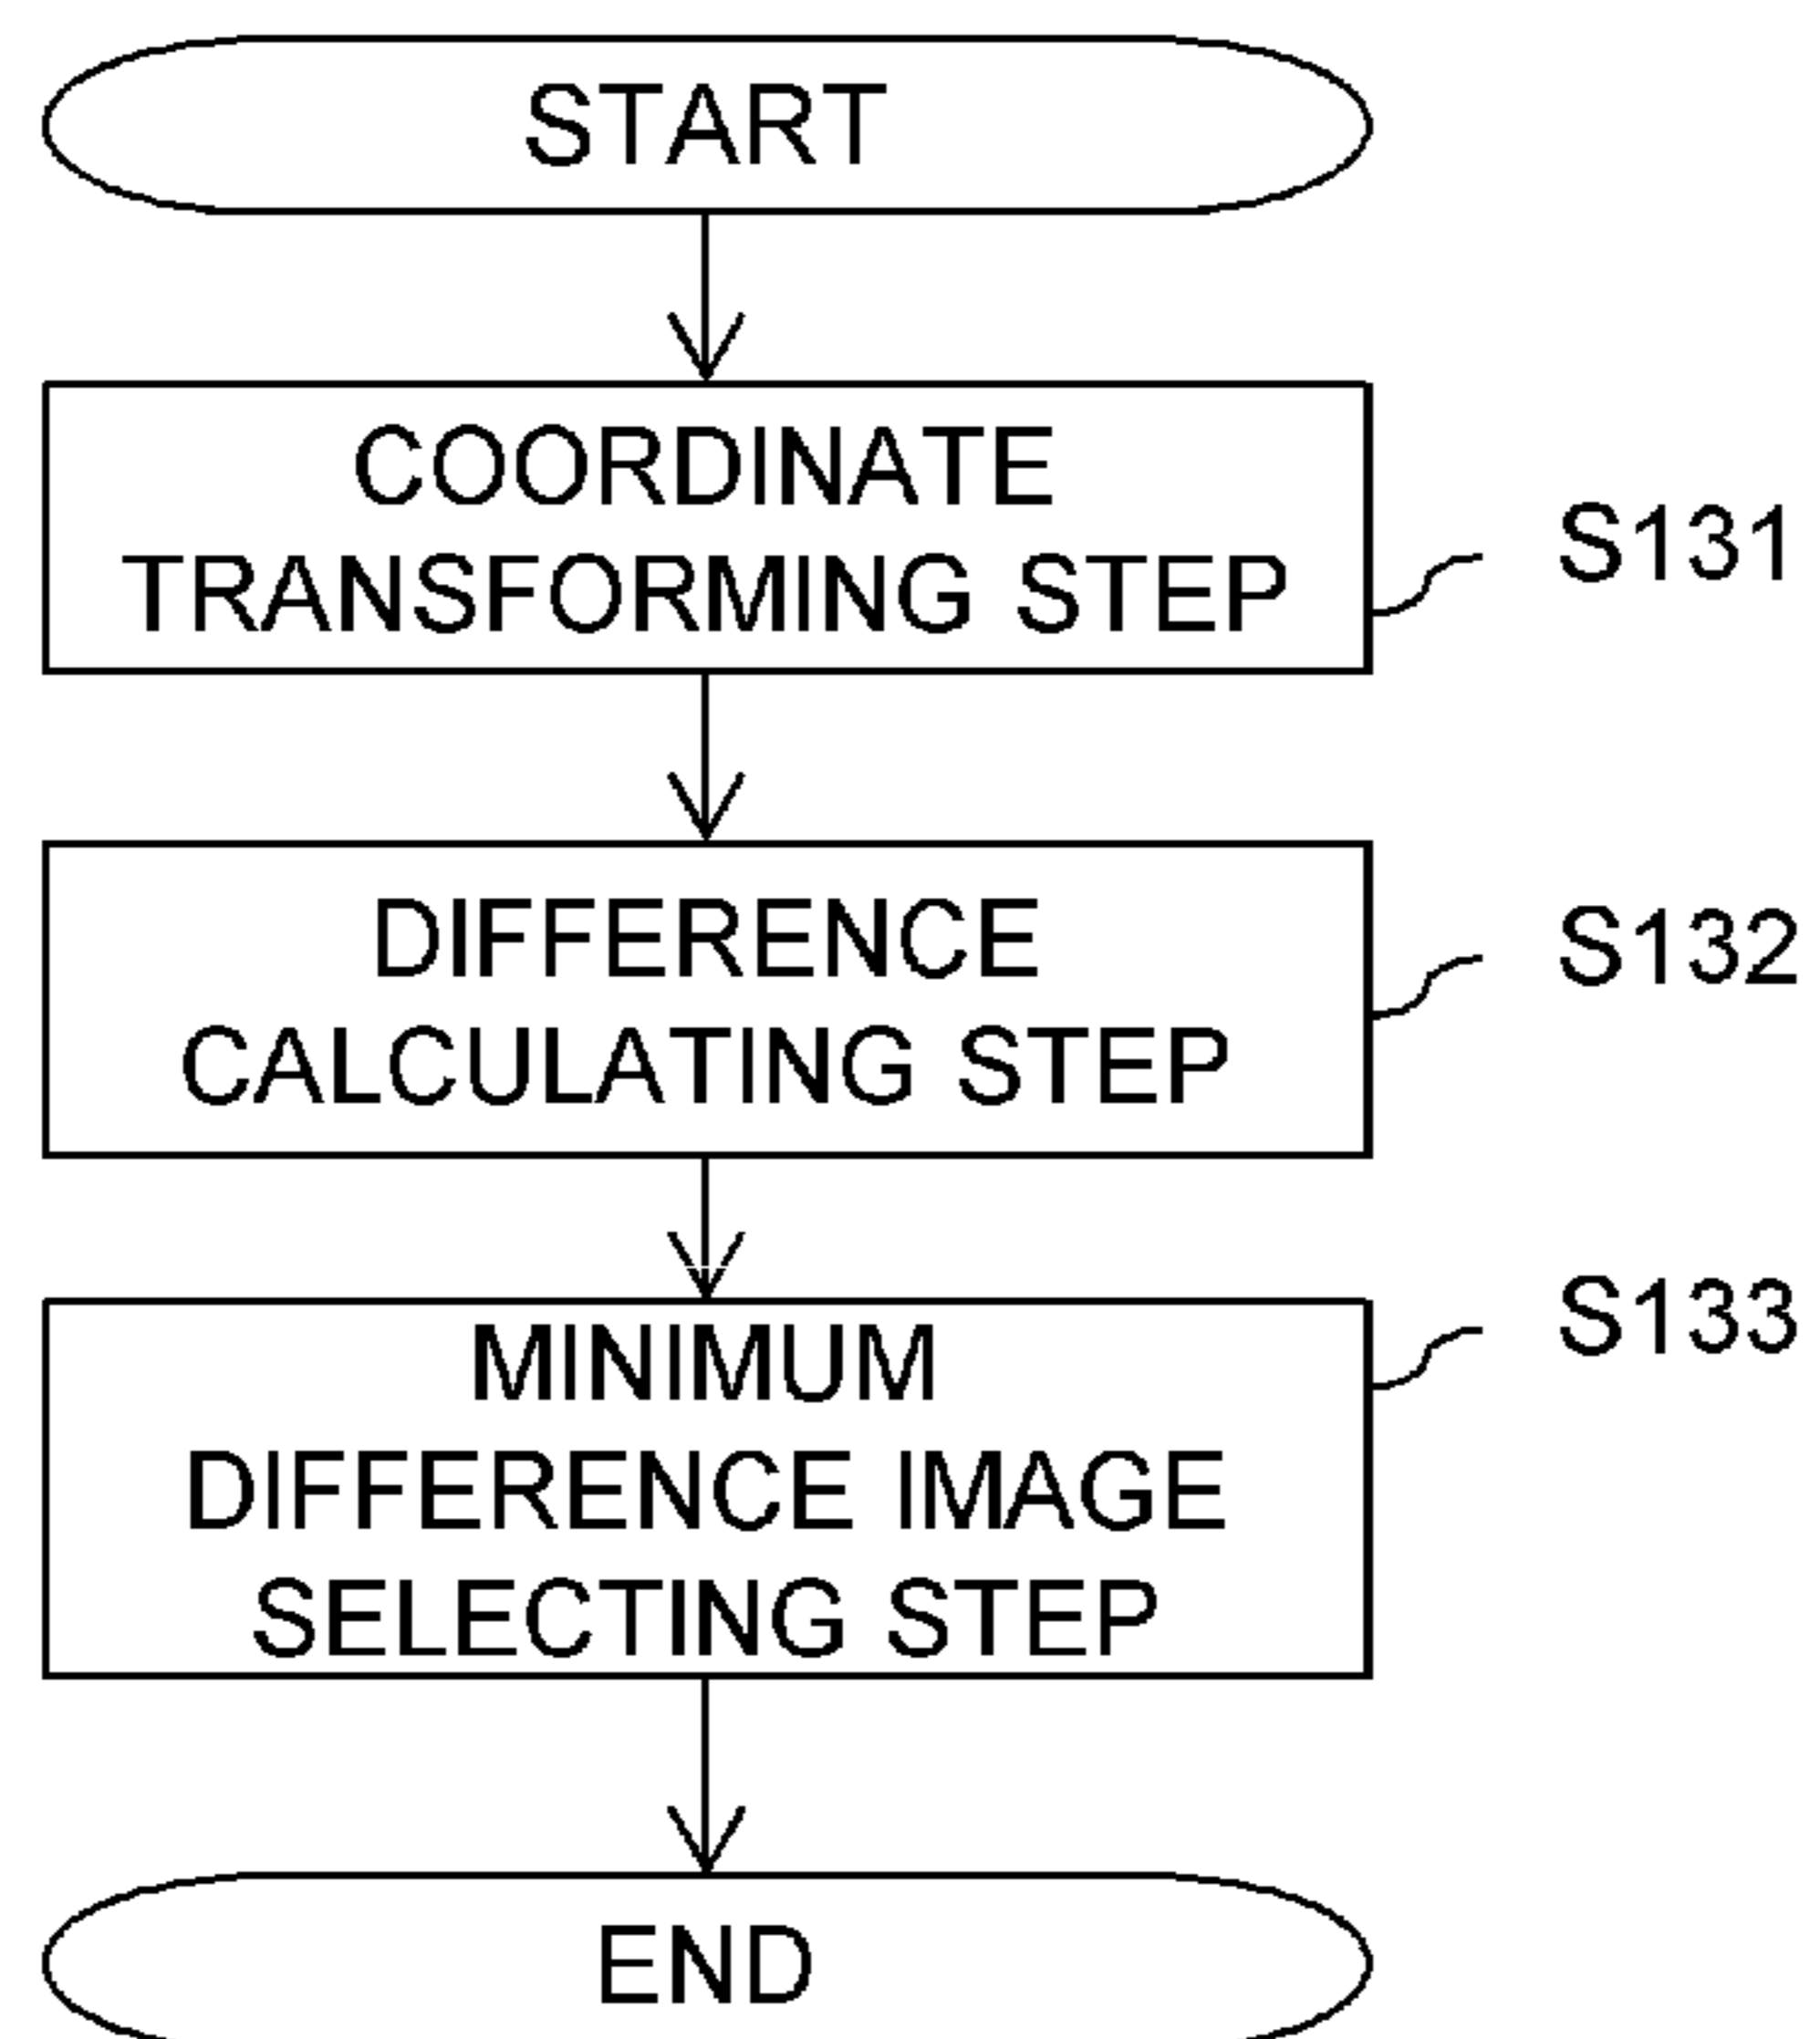 START
COORDINATE
TRANSFORMING STEP
S131
DIFFERENCE
CALCULATING STEP
S132
MINIMUM
DIFFERENCE IMAGE
SELECTING STEP
S133
END